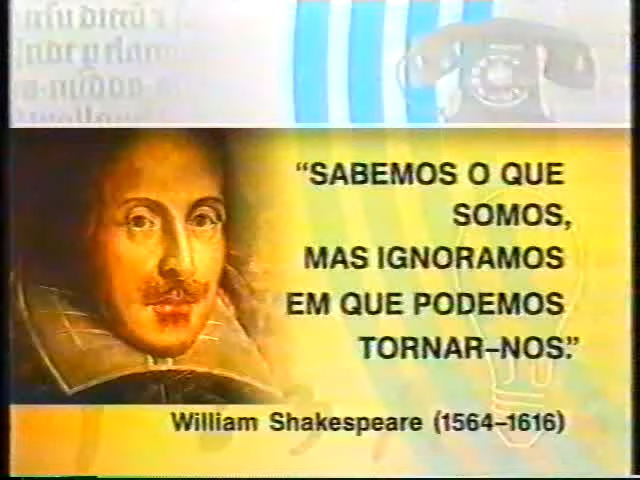 “SABEMOS O QUE
SOMOS,
MAS IGNORAMOS
EM QUE PODEMOS
TORNAR–NOS.”
William Shakespeare (1564–1616)